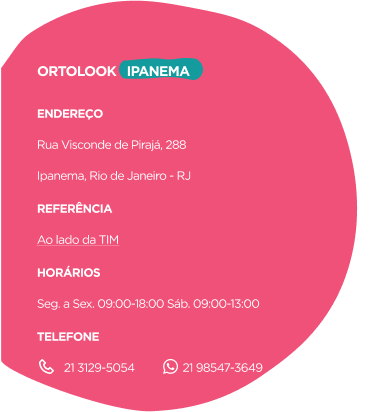 ORTOLOOK IPANEMA
ENDEREÇO
Rua Visconde de Pirajá, 288
Ipanema, Rio de Janeiro - RJ
REFERÊNCIA
Ao lado da TIM
HORÁRIOS
Seg. a Sex. 09:00-18:00 Sáb. 09:00-13:00
TELEFONE
21 3129-5054 21 98547-3649